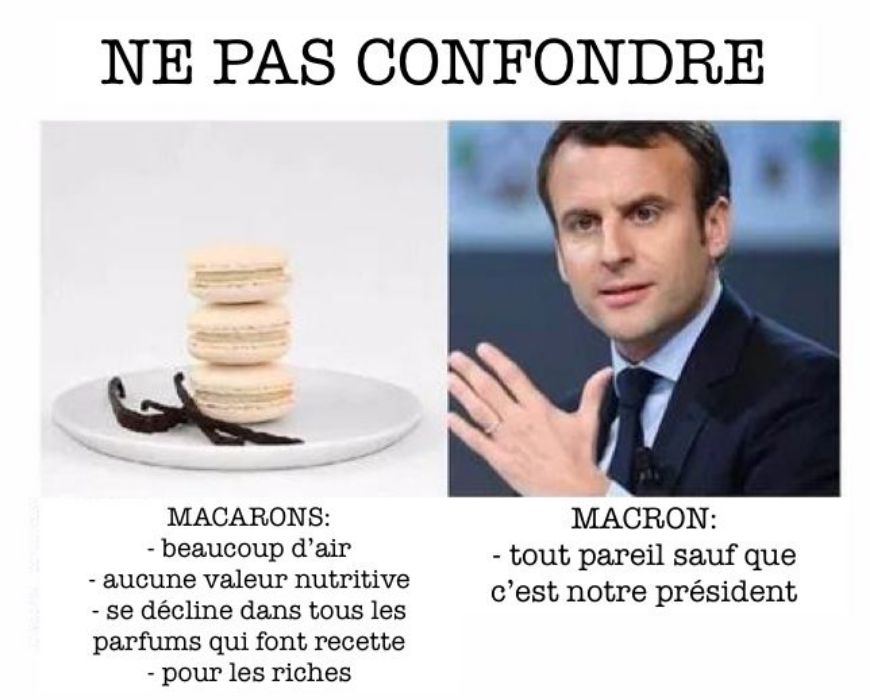 NE PAS CONFONDRE
MACARONS:
- beaucoup d'air
- aucune valeur nutritive
- se décline dans tous les
parfums qui font recette
- pour les riches
MACRON:
- tout pareil sauf que
c'est notre président